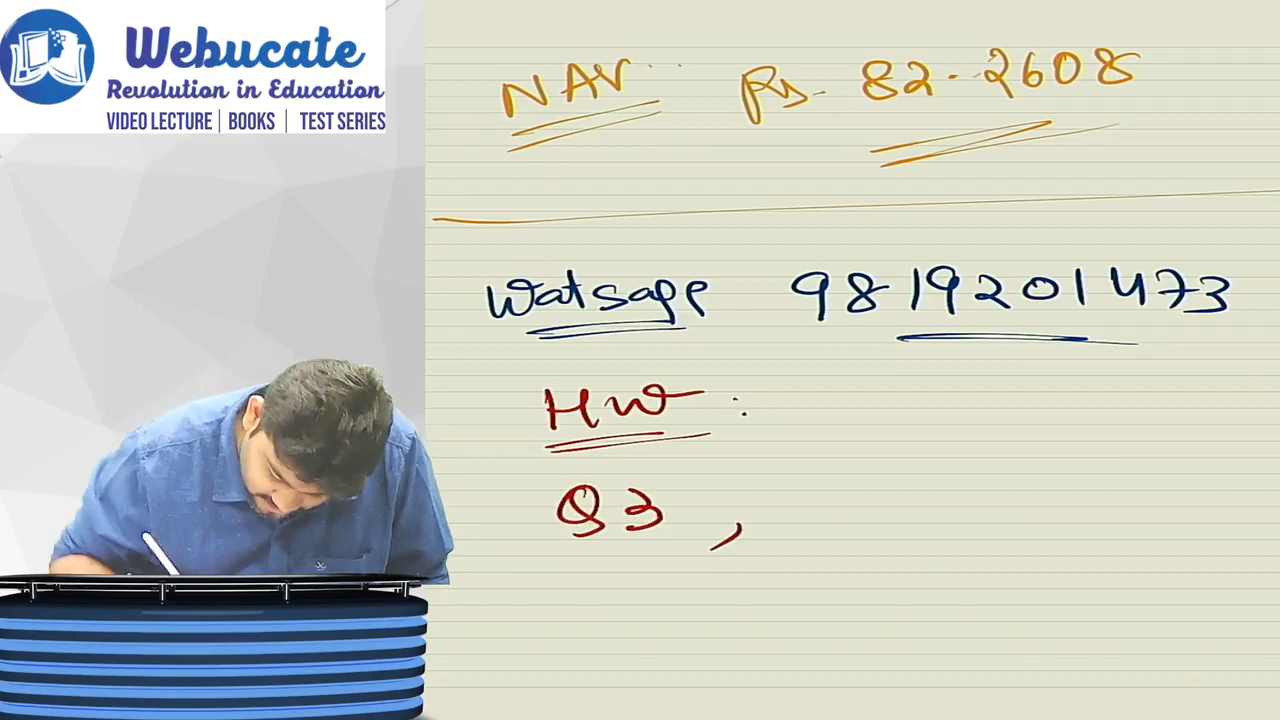 Webucate
Revolution in Education
VIDEO LECTURE | BOOKS | TEST SERIES
NAV Rs. 82.2608
Watsapp 9819201473
HW :
Q3 ,